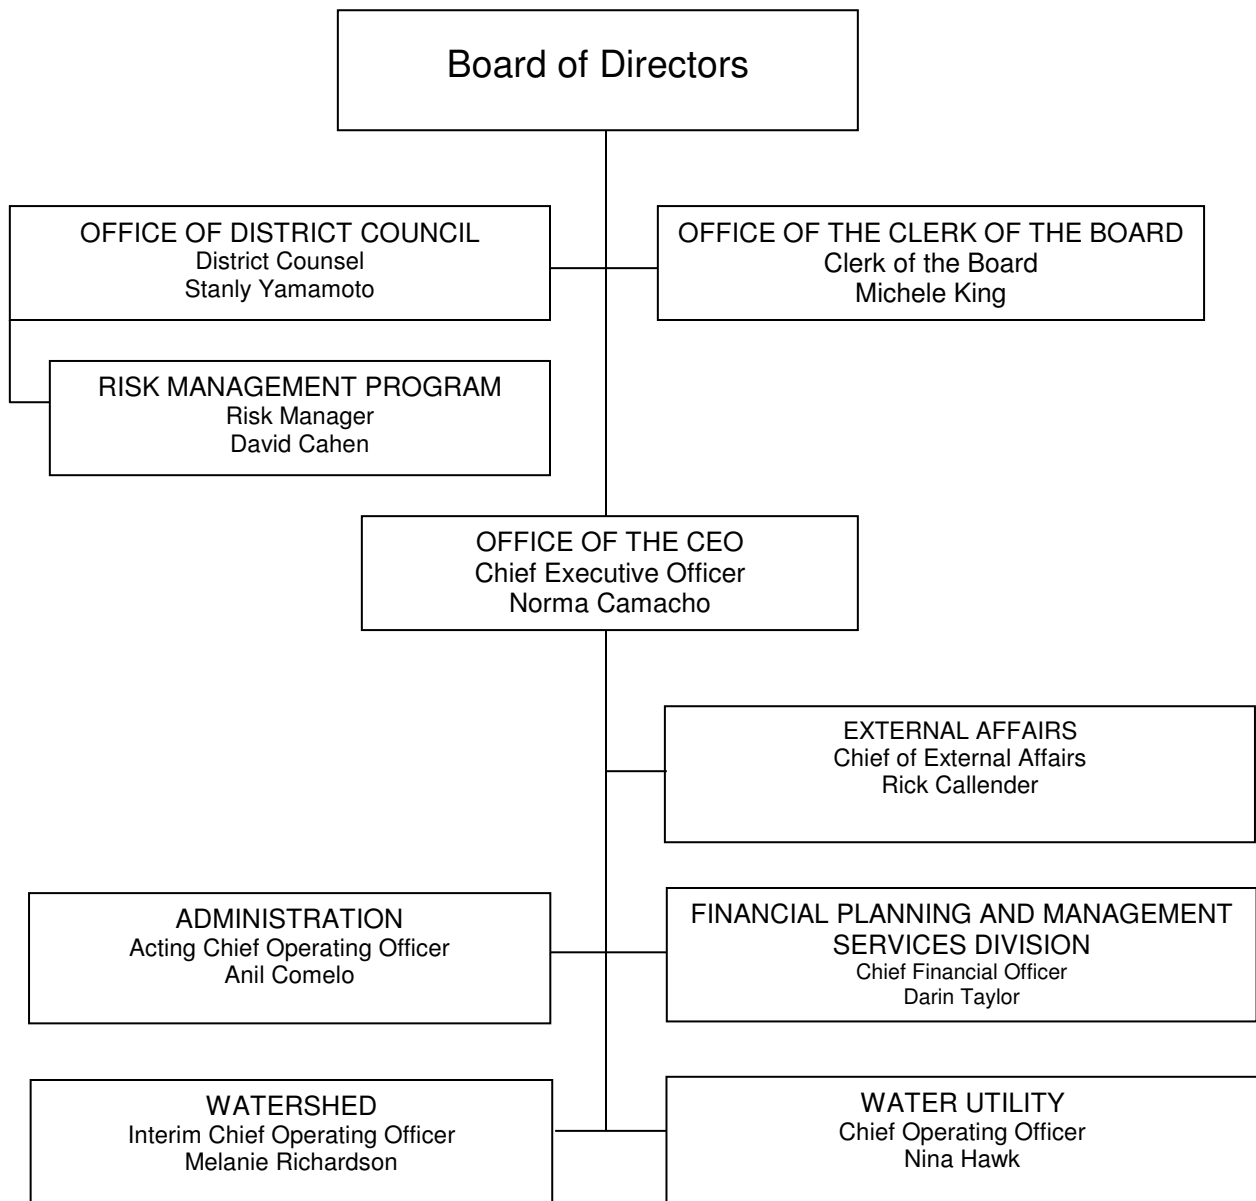 Board of Directors
OFFICE OF DISTRICT COUNCIL
District Counsel
Stanly Yamamoto
OFFICE OF THE CLERK OF THE BOARD
Clerk of the Board
Michele King
RISK MANAGEMENT PROGRAM
Risk Manager
David Cahen
OFFICE OF THE CEO
Chief Executive Officer
Norma Camacho
EXTERNAL AFFAIRS
Chief of External Affairs
Rick Callender
ADMINISTRATION
Acting Chief Operating Officer
Anil Comelo
FINANCIAL PLANNING AND MANAGEMENT
SERVICES DIVISION
Chief Financial Officer
Darin Taylor
WATERSHED
Interim Chief Operating Officer
Melanie Richardson
WATER UTILITY
Chief Operating Officer
Nina Hawk